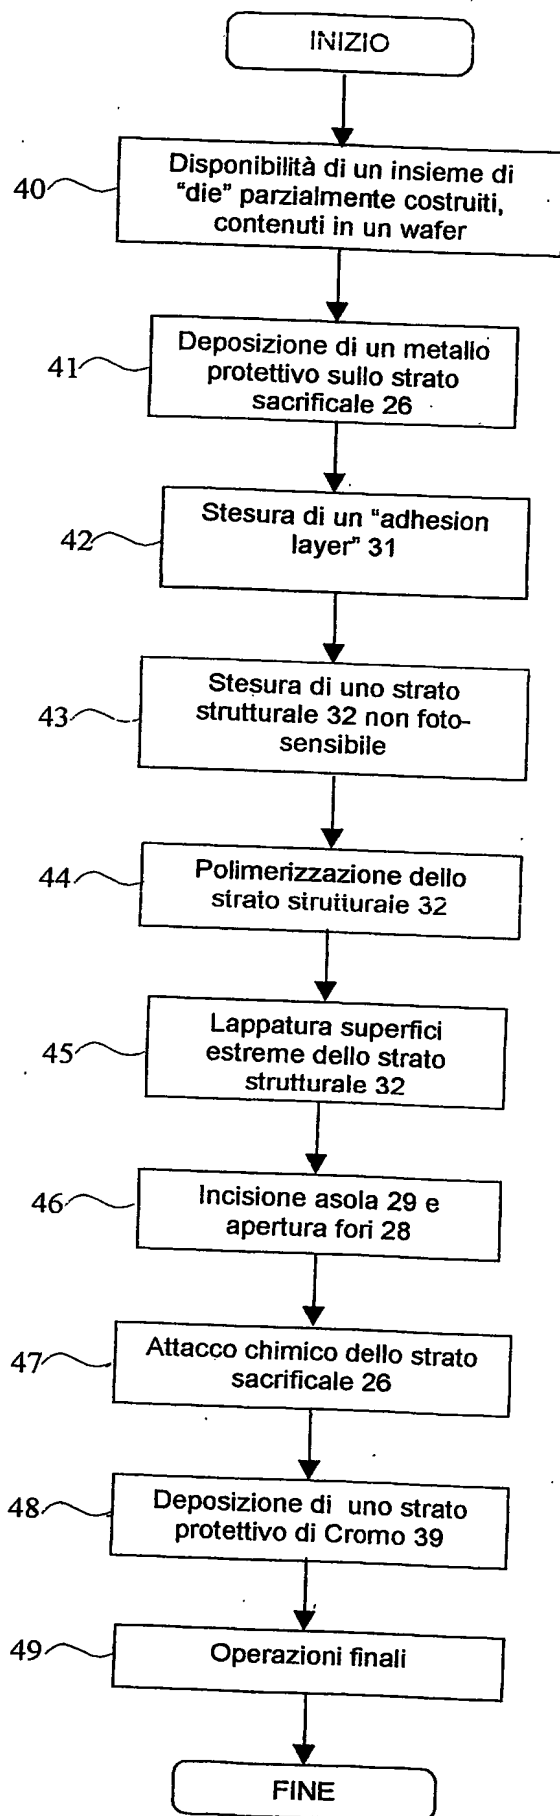 INIZIO
40
Disponibilità di un insieme di
"die" parzialmente costruiti,
contenuti in un wafer
41
Deposizione di un metallo
protettivo sullo strato
sacrificale 26
42
Stesura di un "adhesion
layer" 31
43
Stesura di uno strato
strutturale 32 non foto-
sensibile
44
Polimerizzazione dello
strato strutturale 32
45
Lappatura superfici
estreme dello strato
strutturale 32
46
Incisione asola 29 e
apertura fori 28
47
Attacco chimico dello strato
sacrificale 26
48
Deposizione di uno strato
protettivo di Cromo 39
49
Operazioni finali
FINE